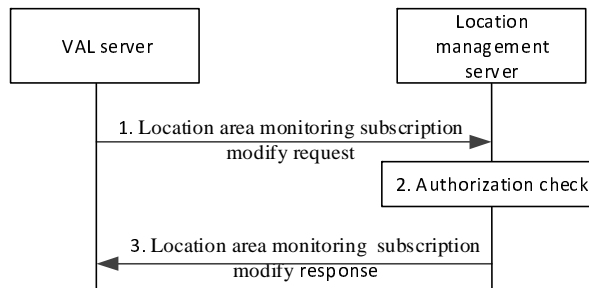 VAL server
Location
management
server
1. Location area monitoring subscription
modify request
2. Authorization check
3. Location area monitoring subscription
modify response